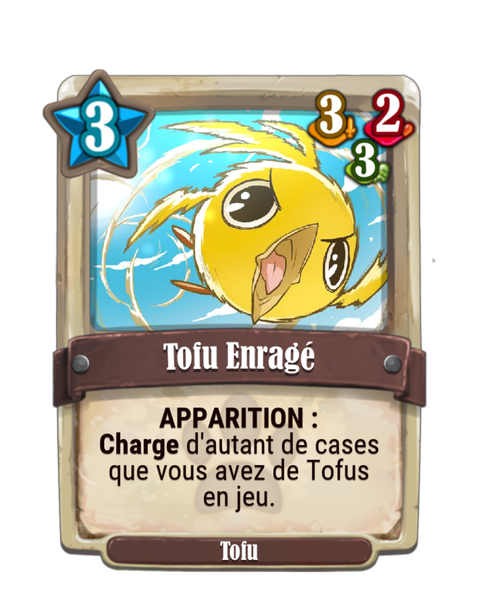 3
3 2
3
Tofu Enragé
APPARITION :
Charge d'autant de cases
que vous avez de Tofus
en jeu.
Tofu